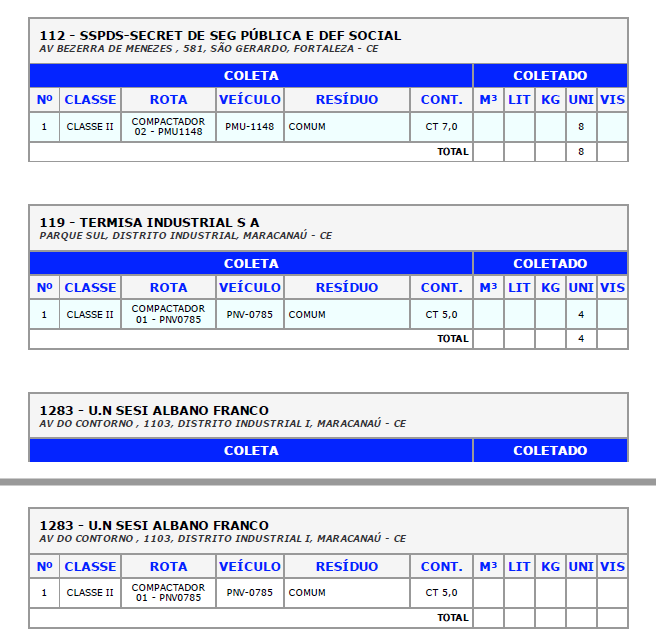 112 - SSPDS-SECRET DE SEG PÚBLICA E DEF SOCIAL
AV BEZERRA DE MENEZES , 581, SÃO GERARDO, FORTALEZA - CE
COLETA COLETADO
Nº CLASSE ROTA VEÍCULO RESÍDUO CONT. M³ LIT KG UNI VIS
1 CLASSE II COMPACTADOR 02 - PMU1148 PMU-1148 COMUM CT 7,0 8
TOTAL 8
119 - TERMISA INDUSTRIAL S A
PARQUE SUL, DISTRITO INDUSTRIAL, MARACANAÚ - CE
COLETA COLETADO
Nº CLASSE ROTA VEÍCULO RESÍDUO CONT. M³ LIT KG UNI VIS
1 CLASSE II COMPACTADOR 01 - PNV0785 PNV-0785 COMUM CT 5,0 4
TOTAL 4
1283 - U.N SESI ALBANO FRANCO
AV DO CONTORNO , 1103, DISTRITO INDUSTRIAL I, MARACANAÚ - CE
COLETA COLETADO
1283 - U.N SESI ALBANO FRANCO
AV DO CONTORNO , 1103, DISTRITO INDUSTRIAL I, MARACANAÚ - CE
Nº CLASSE ROTA VEÍCULO RESÍDUO CONT. M³ LIT KG UNI VIS
1 CLASSE II COMPACTADOR 01 - PNV0785 PNV-0785 COMUM CT 5,0
TOTAL